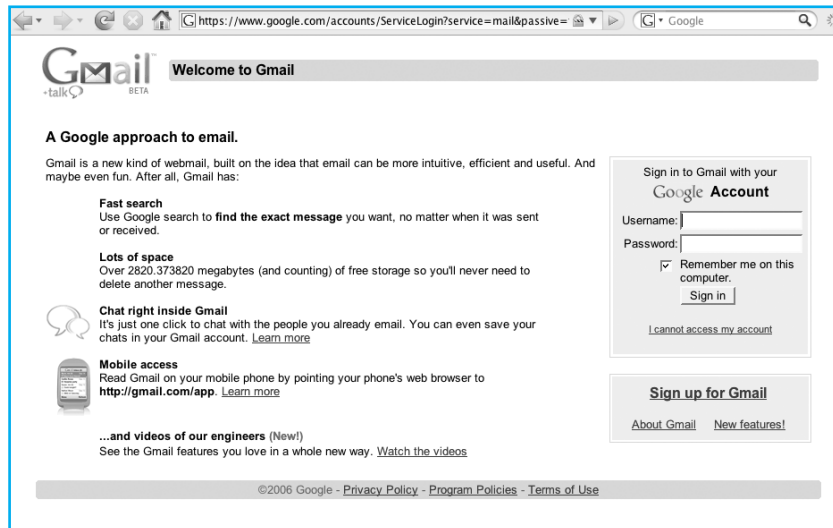 https://www.google.com/accounts/ServiceLogin?service=mail&passive=
G Google
Gmail
talk BETA
Welcome to Gmail
A Google approach to email.
Gmail is a new kind of webmail, built on the idea that email can be more intuitive, efficient and useful. And
maybe even fun. After all, Gmail has:
Fast search
Use Google search to find the exact message you want, no matter when it was sent
or received.
Lots of space
Over 2820.373820 megabytes (and counting) of free storage so you'll never need to
delete another message.
Chat right inside Gmail
It's just one click to chat with the people you already email. You can even save your
chats in your Gmail account. Learn more
Mobile access
Read Gmail on your mobile phone by pointing your phone's web browser to
http://gmail.com/app. Learn more
...and videos of our engineers (New!)
See the Gmail features you love in a whole new way. Watch the videos
Sign in to Gmail with your
Google Account
Username:
Password:
Remember me on this
computer.
Sign in
I cannot access my account
Sign up for Gmail
About Gmail New features!
©2006 Google - Privacy Policy - Program Policies - Terms of Use